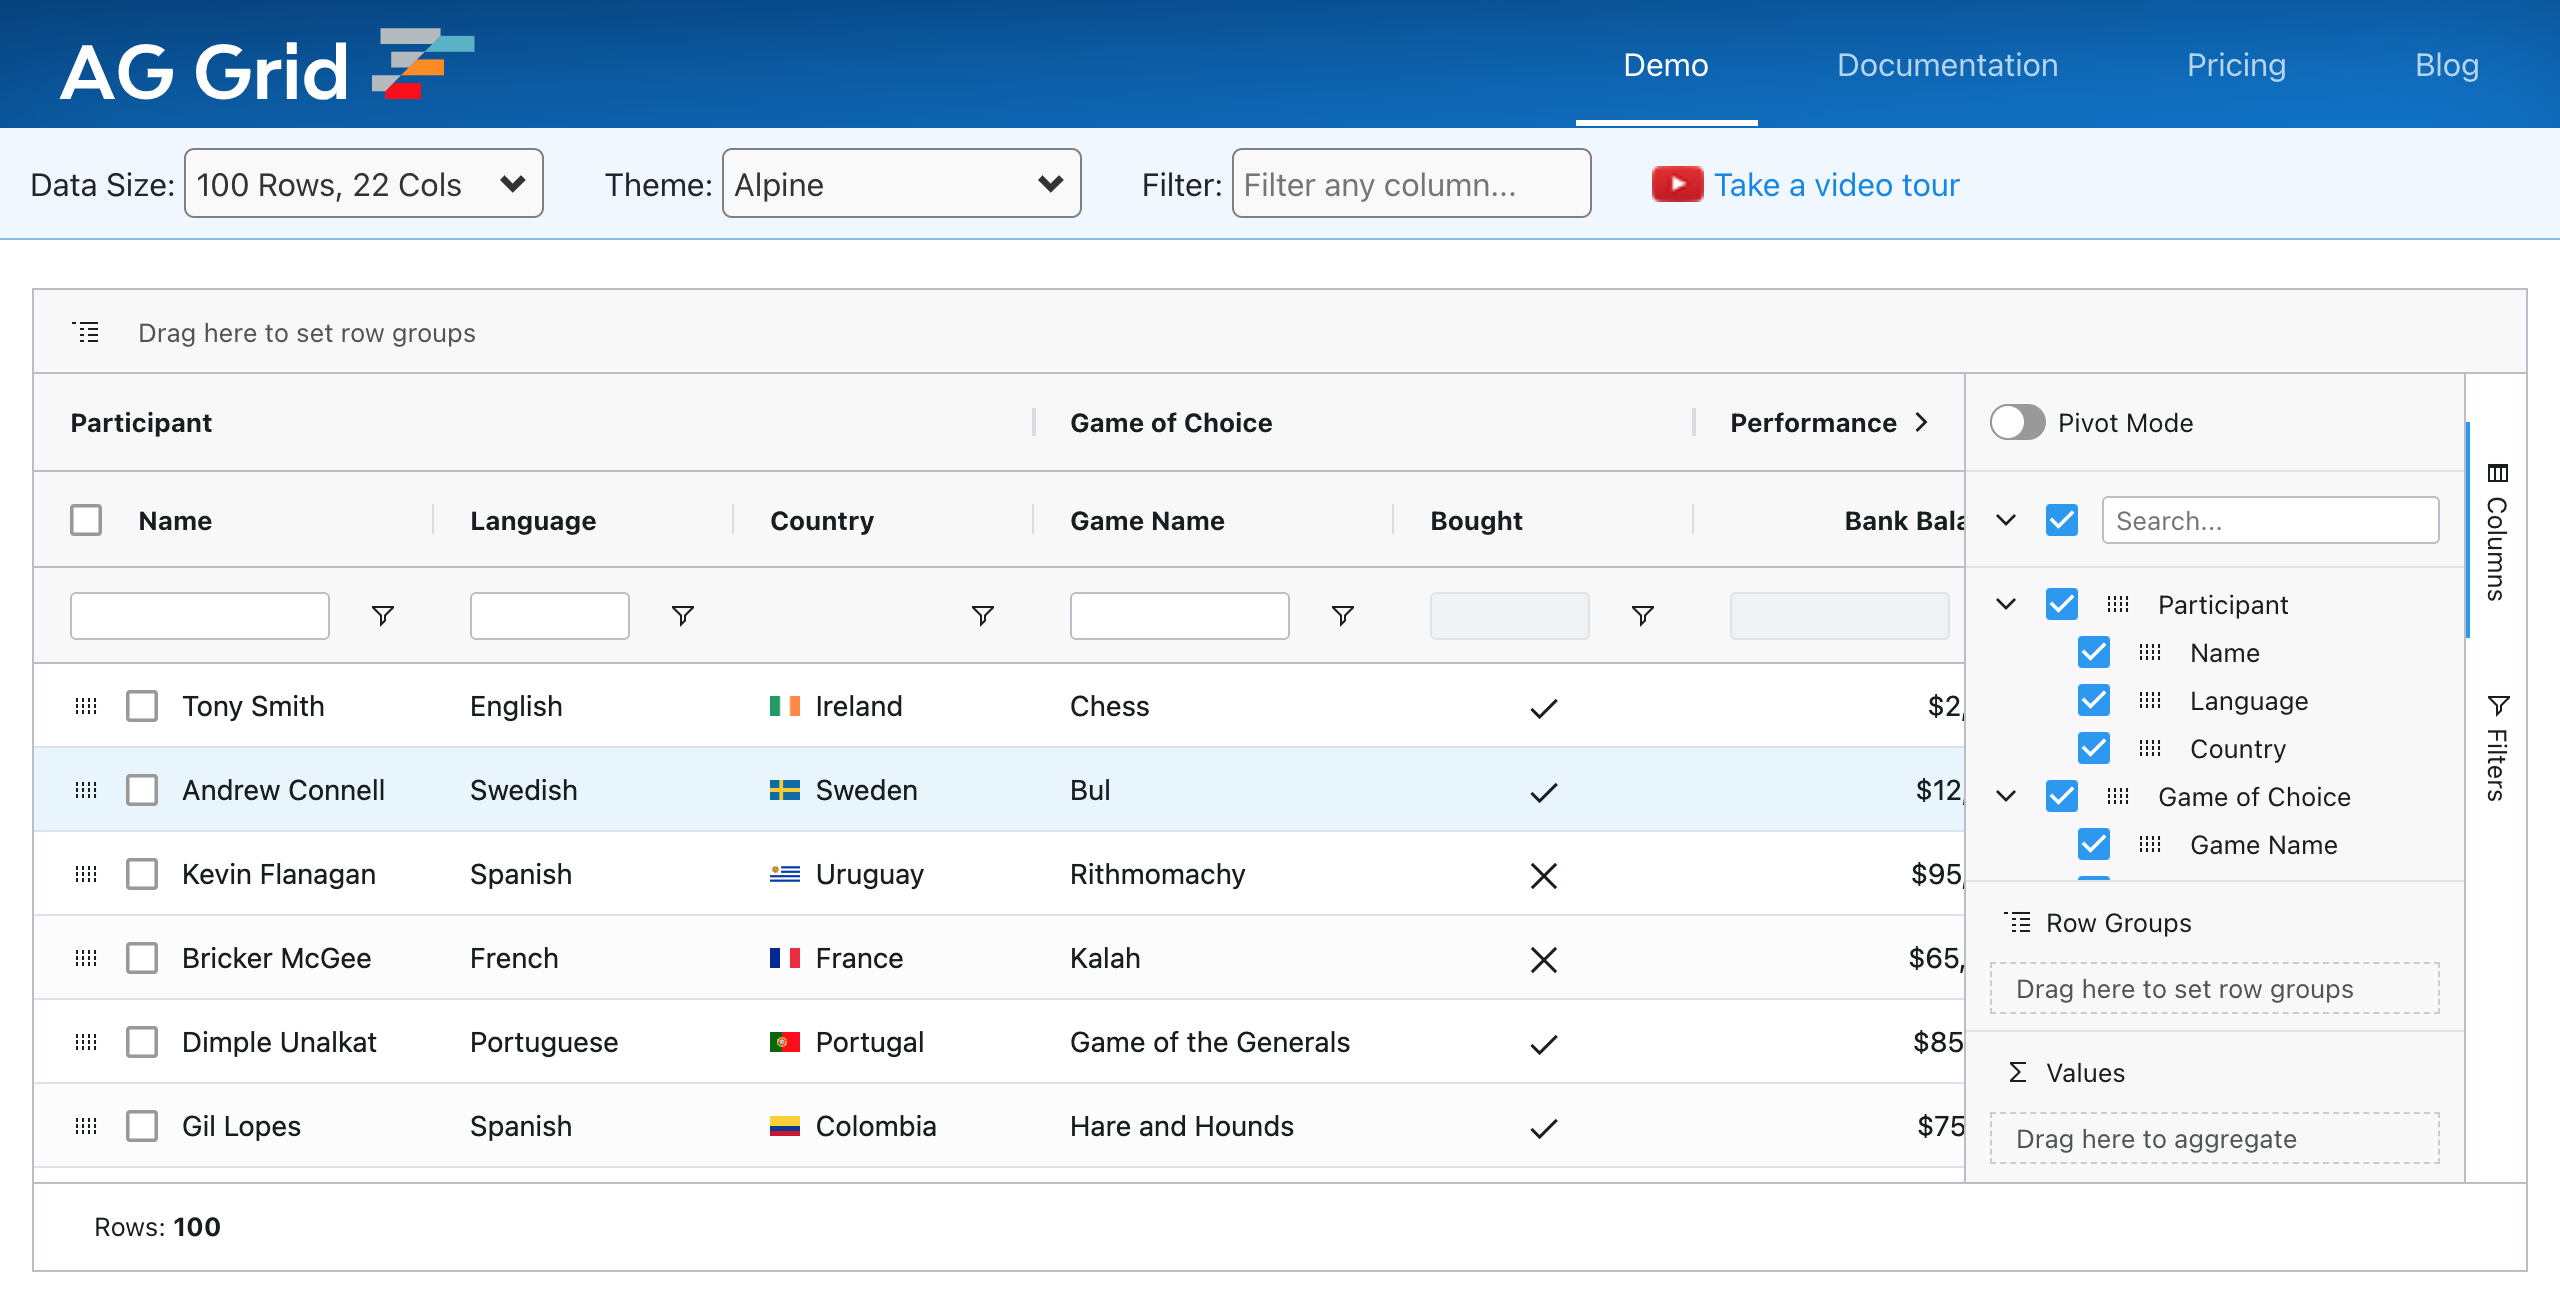 AG Grid
Demo Documentation Pricing Blog
Data Size: 100 Rows, 22 Cols Theme: Alpine Filter: Filter any column... Take a video tour
Drag here to set row groups
Participant Game of Choice Performance Pivot Mode
Name Language Country Game Name Bought Bank Bala Search...
Columns
Filters
Tony Smith English Ireland Chess $2,
Andrew Connell Swedish Sweden Bul $12,
Kevin Flanagan Spanish Uruguay Rithmomachy $95,
Bricker McGee French France Kalah $65,
Dimple Unalkat Portuguese Portugal Game of the Generals $85
Gil Lopes Spanish Colombia Hare and Hounds $75
Participant
Name
Language
Country
Game of Choice
Game Name
Row Groups
Drag here to set row groups
Σ Values
Drag here to aggregate
Rows: 100